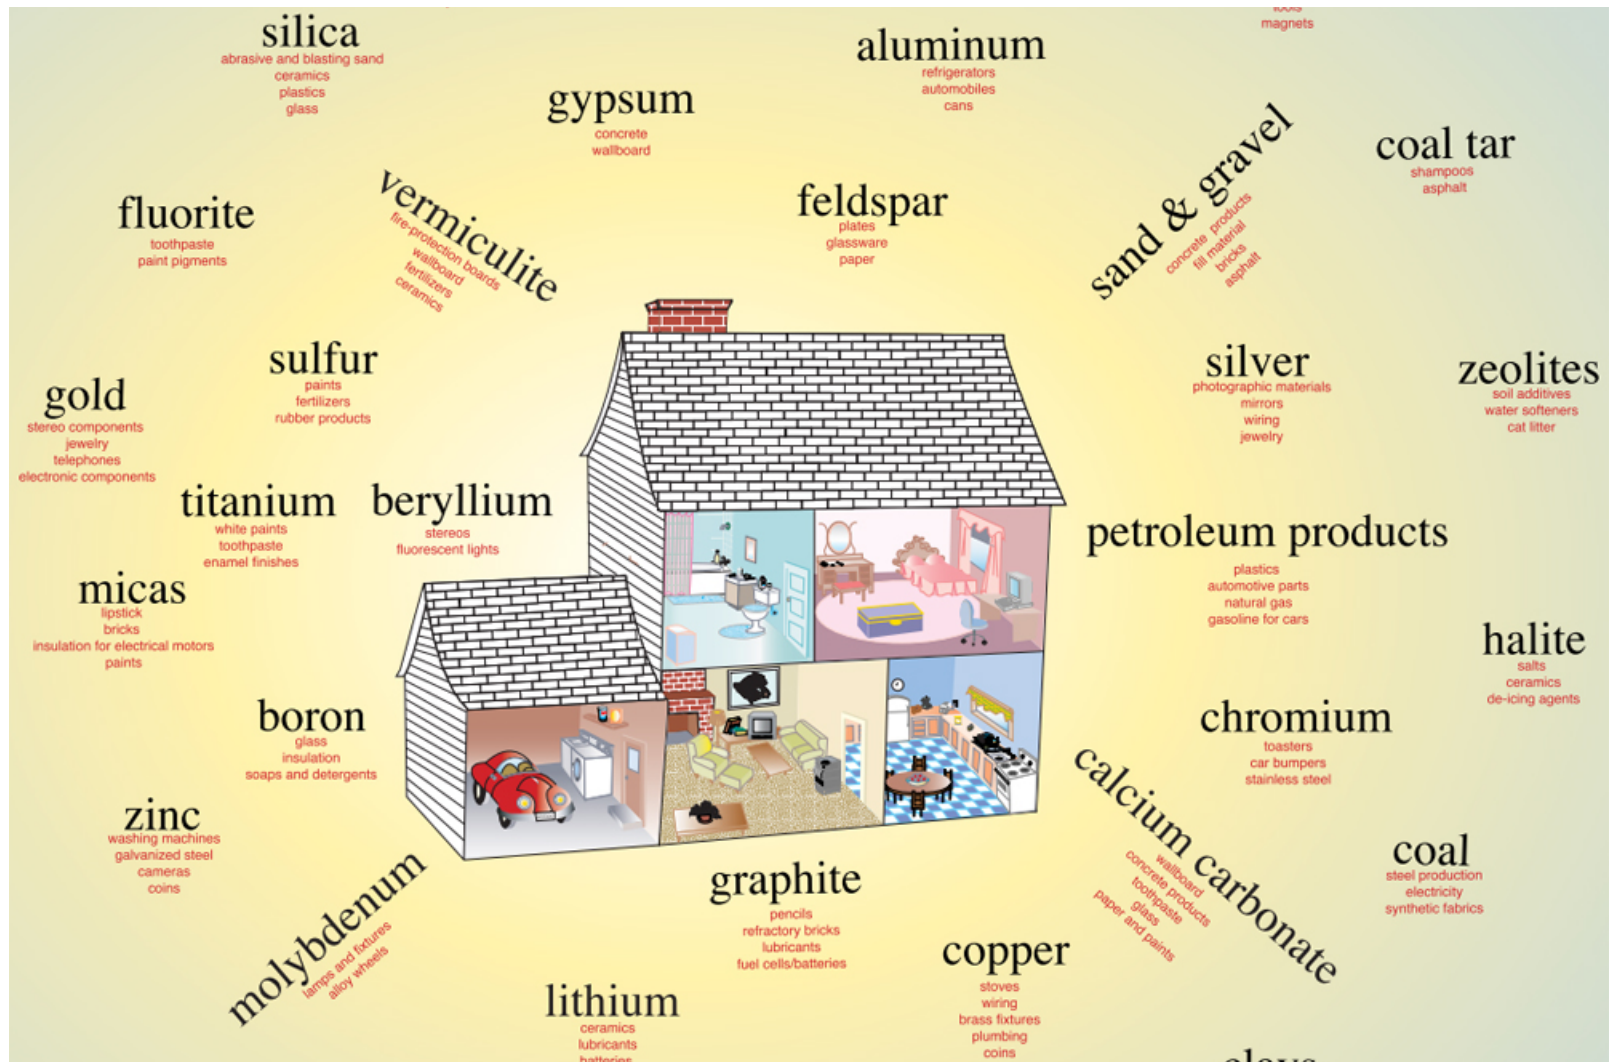 tools
magnets
silica
abrasive and blasting sand
ceramics
plastics
glass
aluminum
refrigerators
automobiles
cans
gypsum
concrete
wallboard
sand & gravel
concrete products
fill material
bricks
asphalt
coal tar
shampoos
asphalt
fluorite
toothpaste
paint pigments
vermiculite
fire-protection boards
wallboard
fertilizers
ceramics
feldspar
plates
glassware
paper
sulfur
paints
fertilizers
rubber products
silver
photographic materials
mirrors
wiring
jewelry
zeolites
soil additives
water softeners
cat litter
gold
stereo components
jewelry
telephones
electronic components
titanium
white paints
toothpaste
enamel finishes
beryllium
stereos
fluorescent lights
petroleum products
plastics
automotive parts
natural gas
gasoline for cars
micas
lipstick
bricks
insulation for electrical motors
paints
halite
salts
ceramics
de-icing agents
boron
glass
insulation
soaps and detergents
chromium
toasters
car bumpers
stainless steel
calcium carbonate
wallboard
concrete products
toothpaste
glass
paper and paints
zinc
washing machines
galvanized steel
cameras
coins
coal
steel production
electricity
synthetic fabrics
molybdenum
lamps and fixtures
alloy wheels
graphite
pencils
refractory bricks
lubricants
fuel cells/batteries
copper
stoves
wiring
brass fixtures
plumbing
coins
lithium
ceramics
lubricants
batteries
clays